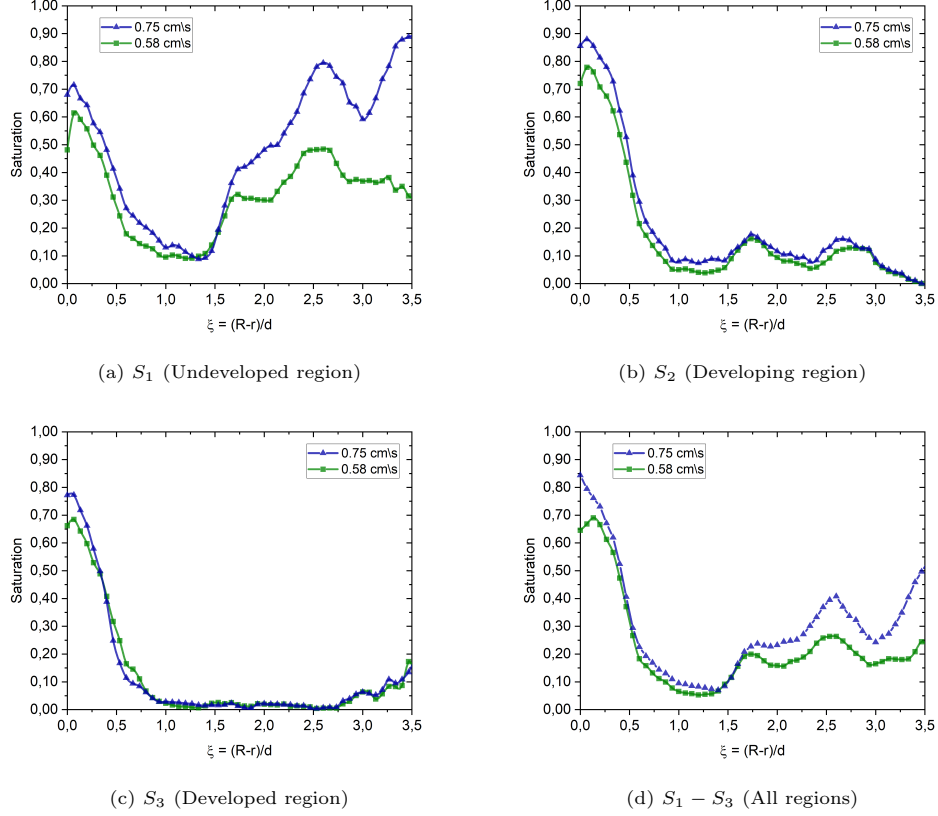 1,00
0,90
0,80
0,70
0,60
0,50
0,40
0,30
0,20
0,10
0,00
Saturation
0.75 cm\s
0.58 cm\s
0,0 0,5 1,0 1,5 2,0 2,5 3,0 3,5
ξ = (R-r)/d
(a) S1 (Undeveloped region)
1,00
0,90
0,80
0,70
0,60
0,50
0,40
0,30
0,20
0,10
0,00
Saturation
0.75 cm\s
0.58 cm\s
0,0 0,5 1,0 1,5 2,0 2,5 3,0 3,5
ξ = (R-r)/d
(b) S2 (Developing region)
1,00
0,90
0,80
0,70
0,60
0,50
0,40
0,30
0,20
0,10
0,00
Saturation
0.75 cm\s
0.58 cm\s
0,0 0,5 1,0 1,5 2,0 2,5 3,0 3,5
ξ = (R-r)/d
(c) S3 (Developed region)
1,00
0,90
0,80
0,70
0,60
0,50
0,40
0,30
0,20
0,10
0,00
Saturation
0.75 cm\s
0.58 cm\s
0,0 0,5 1,0 1,5 2,0 2,5 3,0 3,5
ξ = (R-r)/d
(d) S1 − S3 (All regions)